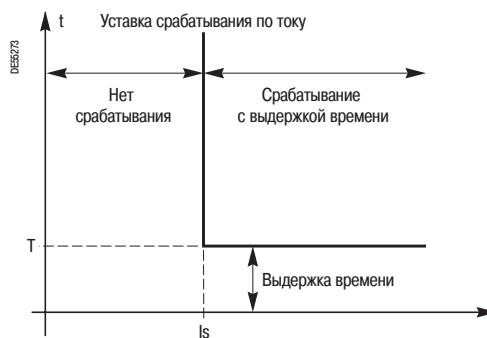 t
Уставка срабатывания по току
DE55273
Нет
срабатывания
Срабатывание
с выдержкой времени
T
Выдержка времени
Is